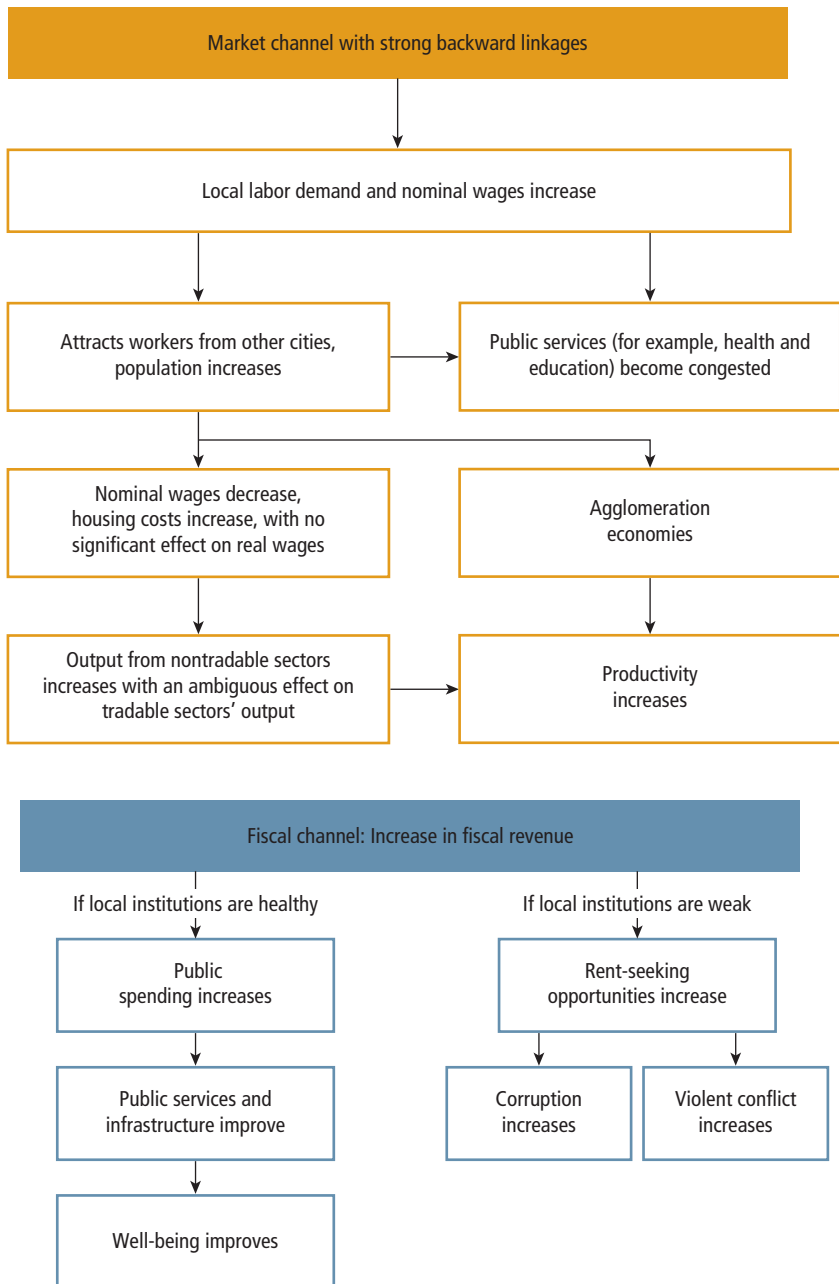 Market channel with strong backward linkages
Local labor demand and nominal wages increase
Attracts workers from other cities,
population increases
Public services (for example, health and
education) become congested
Nominal wages decrease,
housing costs increase, with no
significant effect on real wages
Agglomeration
economies
Output from nontradable sectors
increases with an ambiguous effect on
tradable sectors’ output
Productivity
increases
Fiscal channel: Increase in fiscal revenue
If local institutions are healthy
If local institutions are weak
Public
spending increases
Rent-seeking
opportunities increase
Public services and
infrastructure improve
Corruption
increases
Violent conflict
increases
Well-being improves